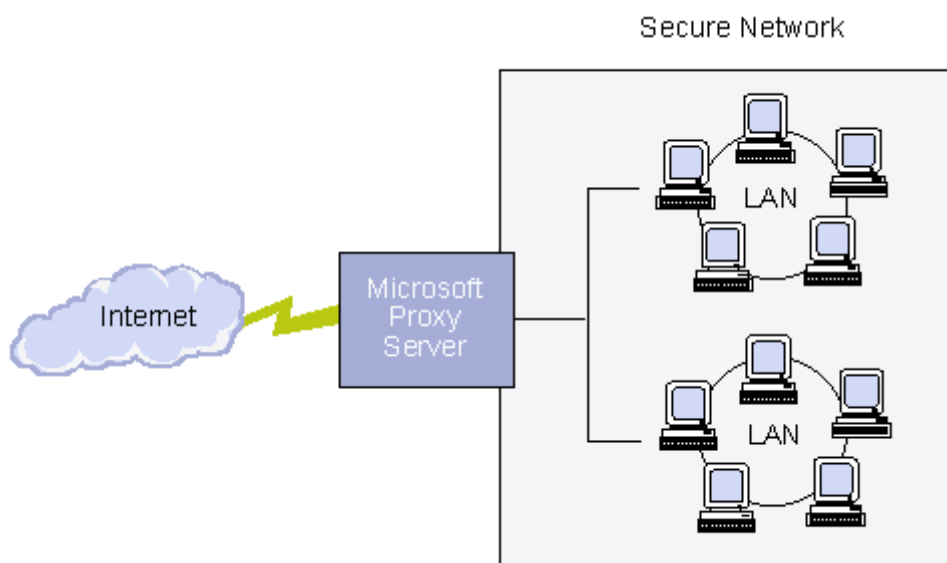 Secure Network
LAN
Internet
Microsoft
Proxy
Server
LAN